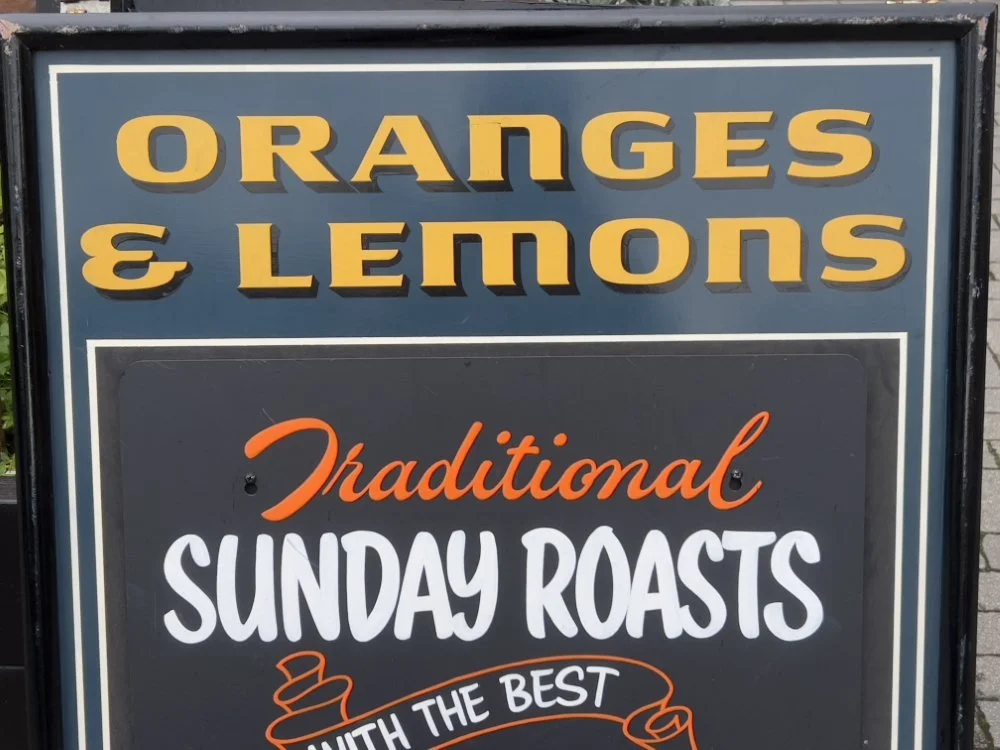 ORANGES
& LEMONS
Traditional
SUNDAY ROASTS
WITH THE BEST